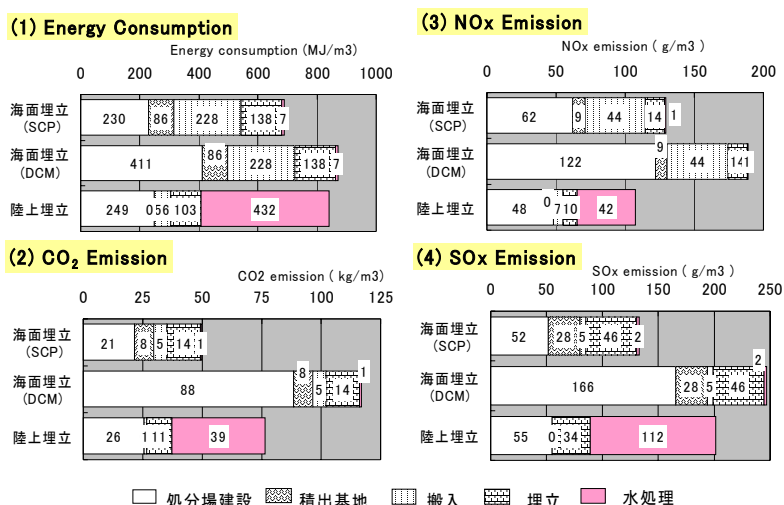 (1) Energy Consumption
Energy consumption (MJ/m3)
0 200 400 600 800 1000
海面埋立
(SCP)
230 86 228 138 7
海面埋立
(DCM)
411 86 228 138 7
陸上埋立
249 0 56 103 432
(2) CO2 Emission
CO2 emission ( kg/m3)
0 25 50 75 100 125
海面埋立
(SCP)
21 8 5 14 1
海面埋立
(DCM)
88 8 5 14 1
陸上埋立
26 1 11 39
(3) NOx Emission
NOx emission ( g/m3)
0 50 100 150 200
海面埋立
(SCP)
62 9 44 14 1
海面埋立
(DCM)
122 9 44 14 1
陸上埋立
48 0 7 10 42
(4) SOx Emission
SOx emission ( g/m3)
0 50 100 150 200 250
海面埋立
(SCP)
52 28 5 46 2
海面埋立
(DCM)
166 28 5 46 2
陸上埋立
55 0 34 112
処分場建設 積出基地 搬入 埋立 水処理